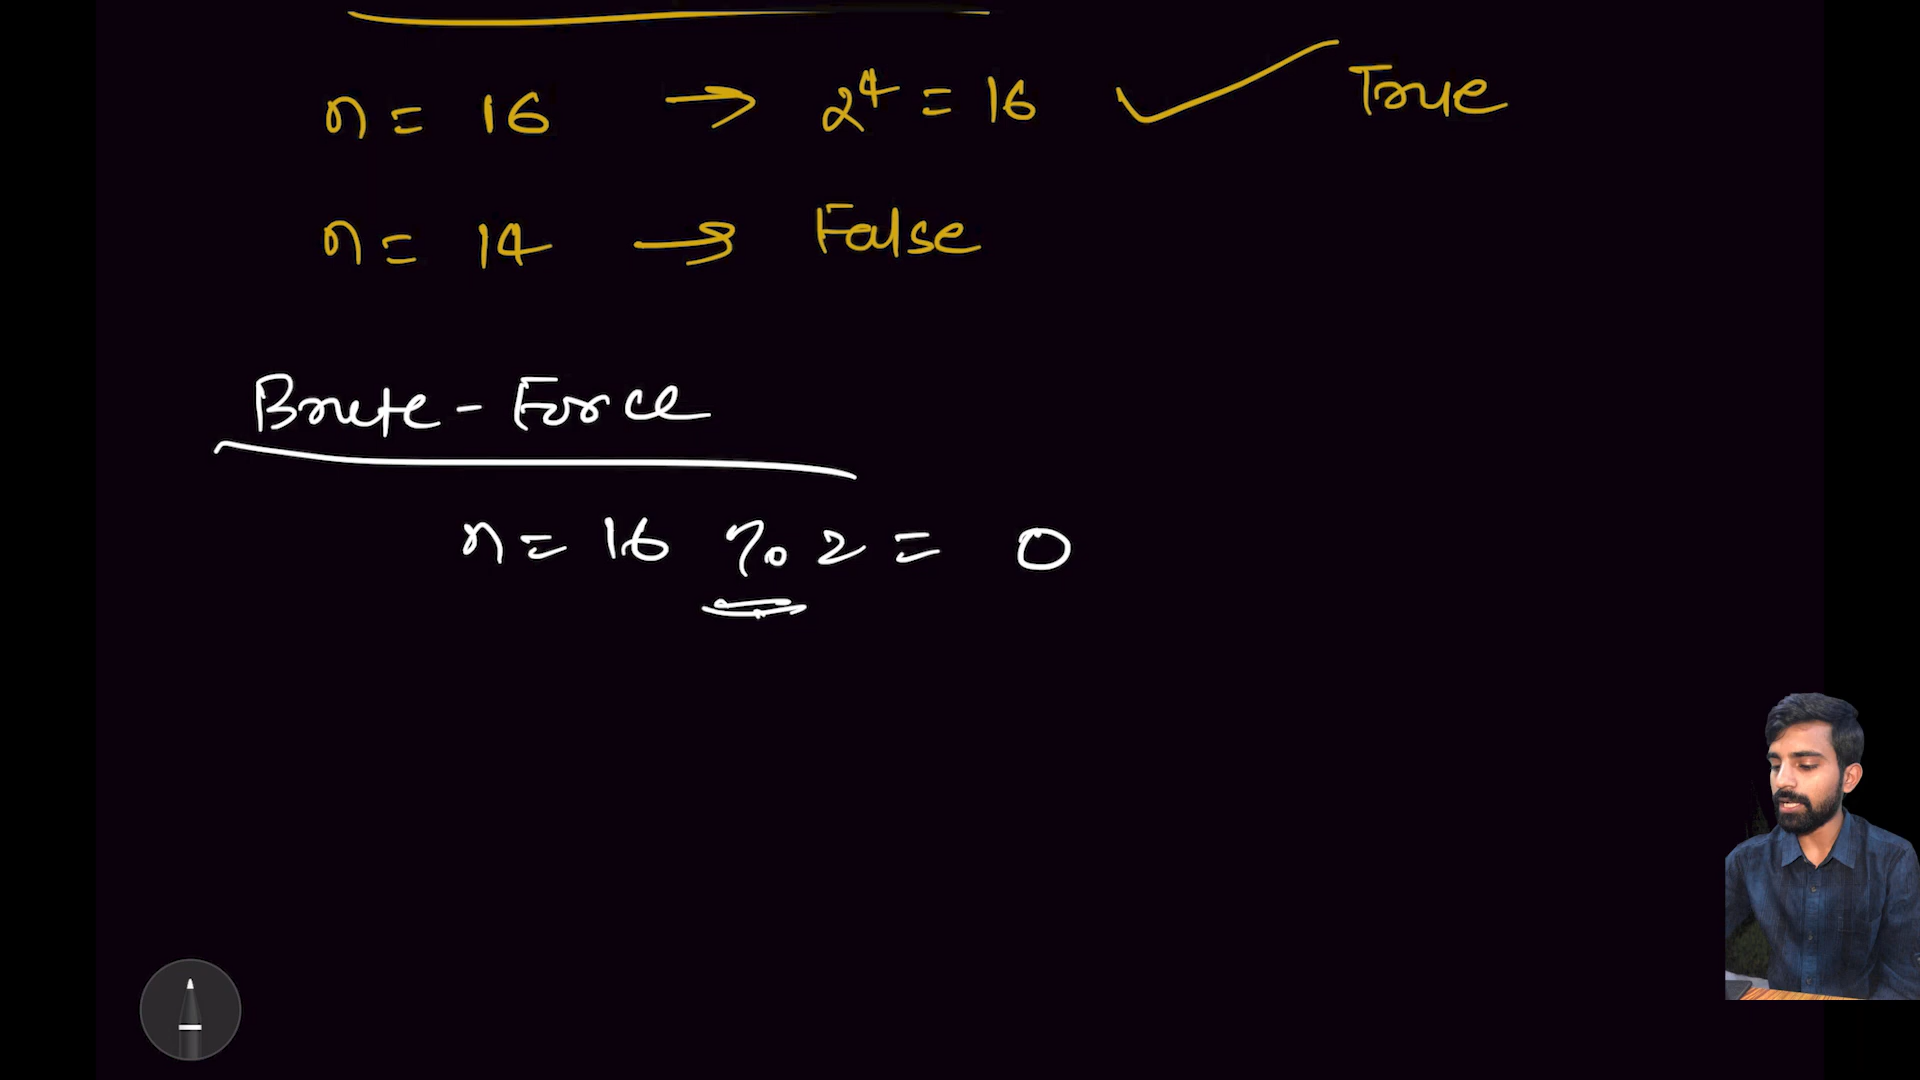 n = 16 → 2⁴ = 16 ✓ True
n = 14 → False
Brute-Force
n = 16 % 2 = 0